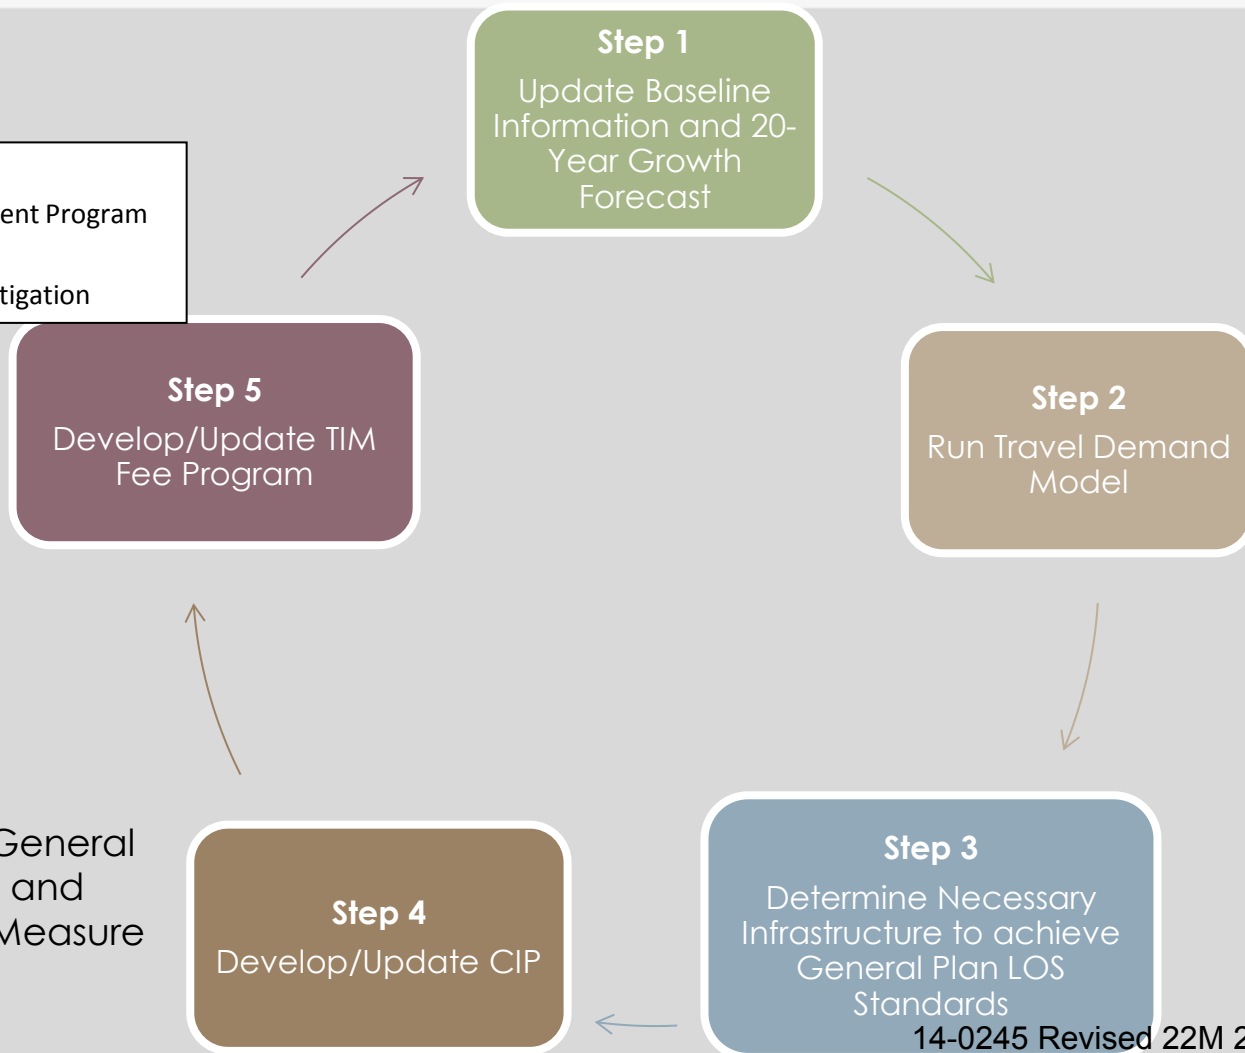 Step 1
Update Baseline
Information and 20-
Year Growth
Forecast
ent Program
tigation
Step 5
Develop/Update TIM
Fee Program
Step 2
Run Travel Demand
Model
General
and
Measure
Step 4
Develop/Update CIP
Step 3
Determine Necessary
Infrastructure to achieve
General Plan LOS
Standards
14-0245 Revised 22M 2